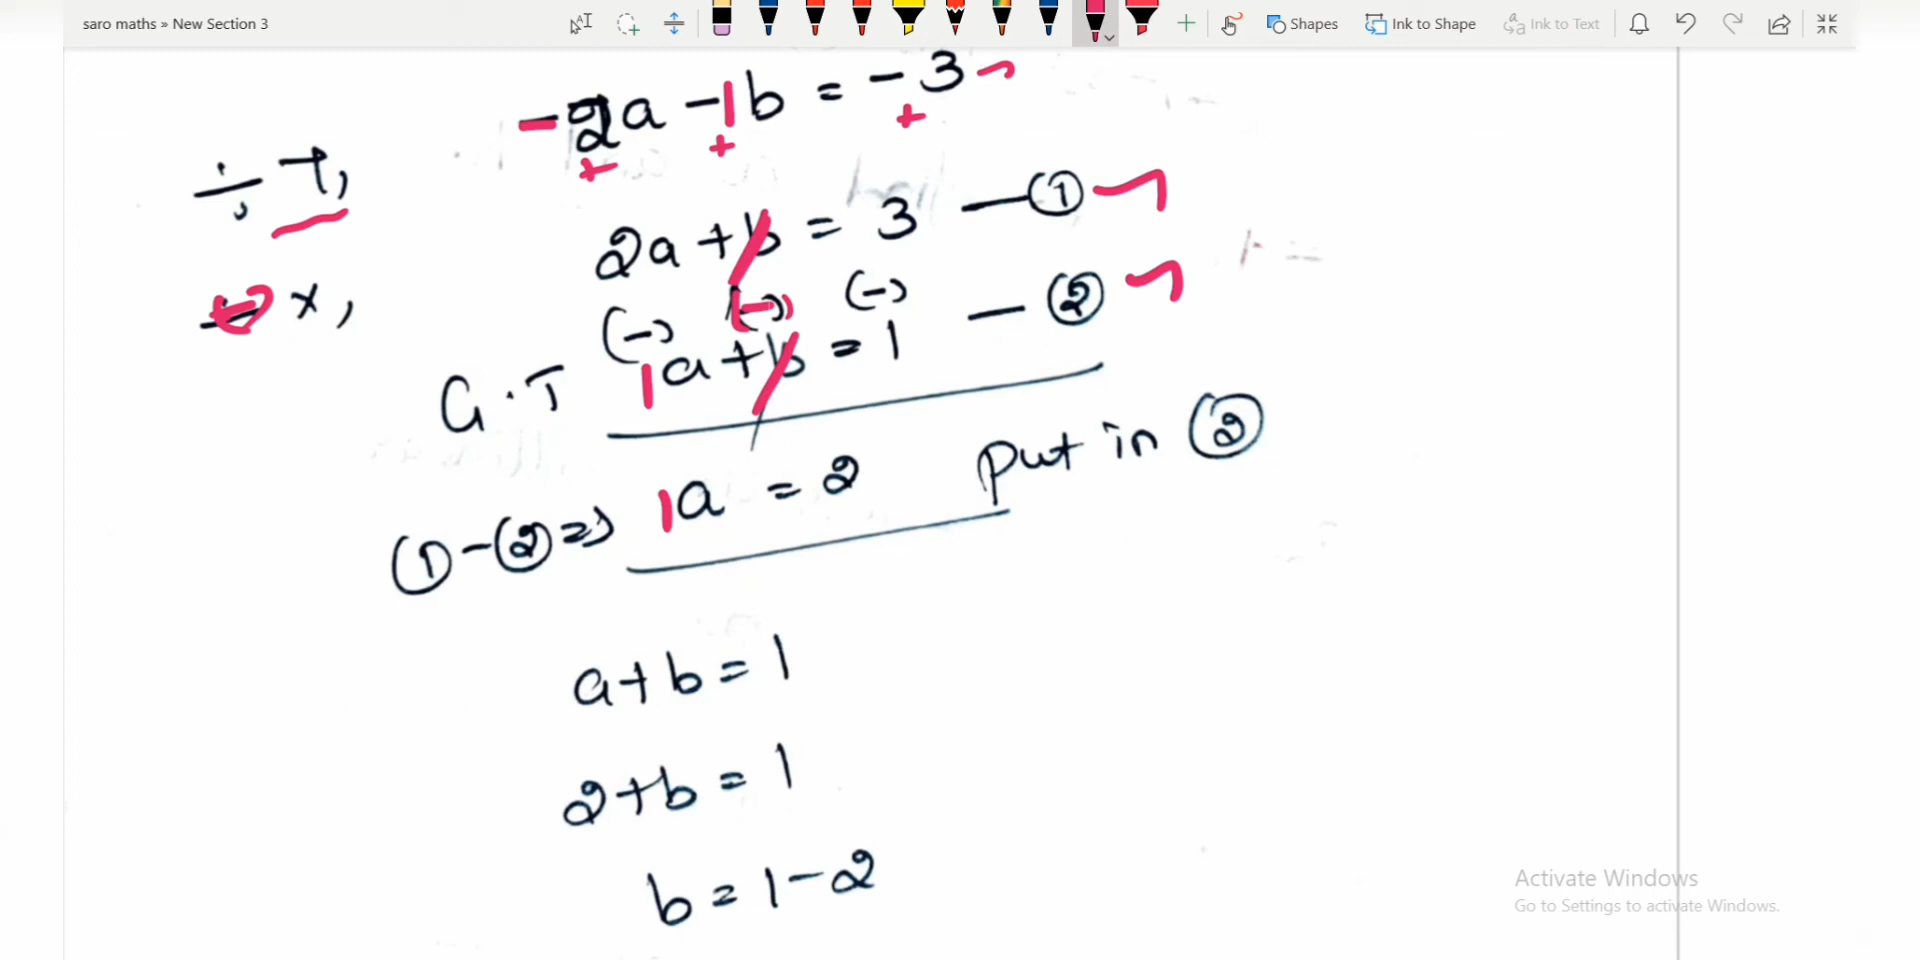 saro maths » New Section 3
Shapes
Ink to Shape
Ink to Text
-2a -1b = -3
+ + +
2a + b = 3 — ①
x,
(-) (-) (-)
G.T 1a + b = 1 — ②
① - ② => 1a = 2 Put in ②
a + b = 1
2 + b = 1
b = 1 - 2
Activate Windows
Go to Settings to activate Windows.